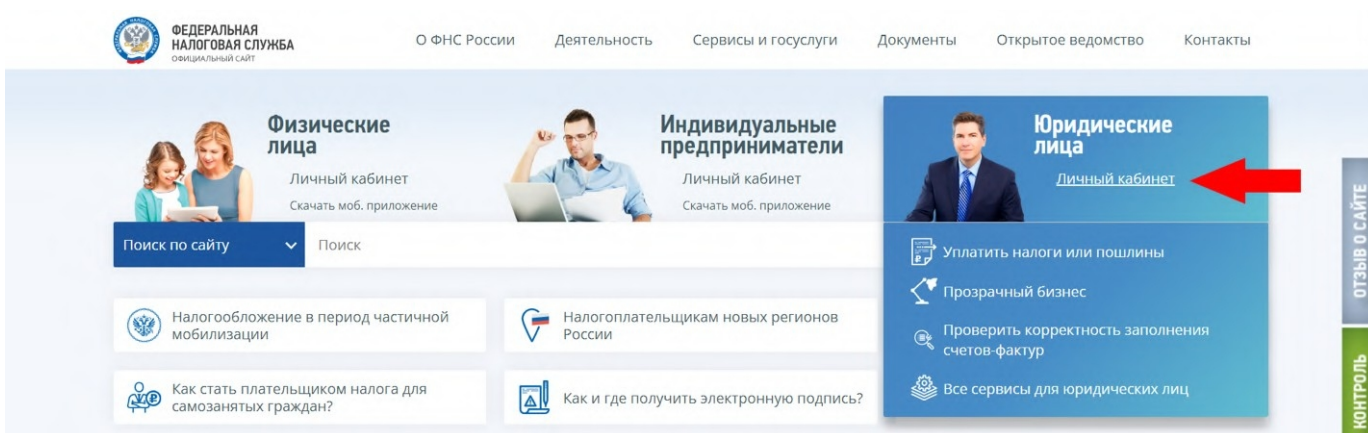 ФЕДЕРАЛЬНАЯ
НАЛОГОВАЯ СЛУЖБА
ОФИЦИАЛЬНЫЙ САЙТ
О ФНС России
Деятельность
Сервисы и госуслуги
Документы
Открытое ведомство
Контакты
Физические
лица
Личный кабинет
Скачать моб. приложение
Индивидуальные
предприниматели
Личный кабинет
Скачать моб. приложение
Юридические
лица
Личный кабинет
Поиск по сайту
Поиск
Уплатить налоги или пошлины
Прозрачный бизнес
Проверить корректность заполнения
счетов-фактур
Все сервисы для юридических лиц
Налогообложение в период частичной
мобилизации
Налогоплательщикам новых регионов
России
Как стать плательщиком налога для
самозанятых граждан?
Как и где получить электронную подпись?
ОТЗЫВ О САЙТЕ
КОНТРОЛЬ